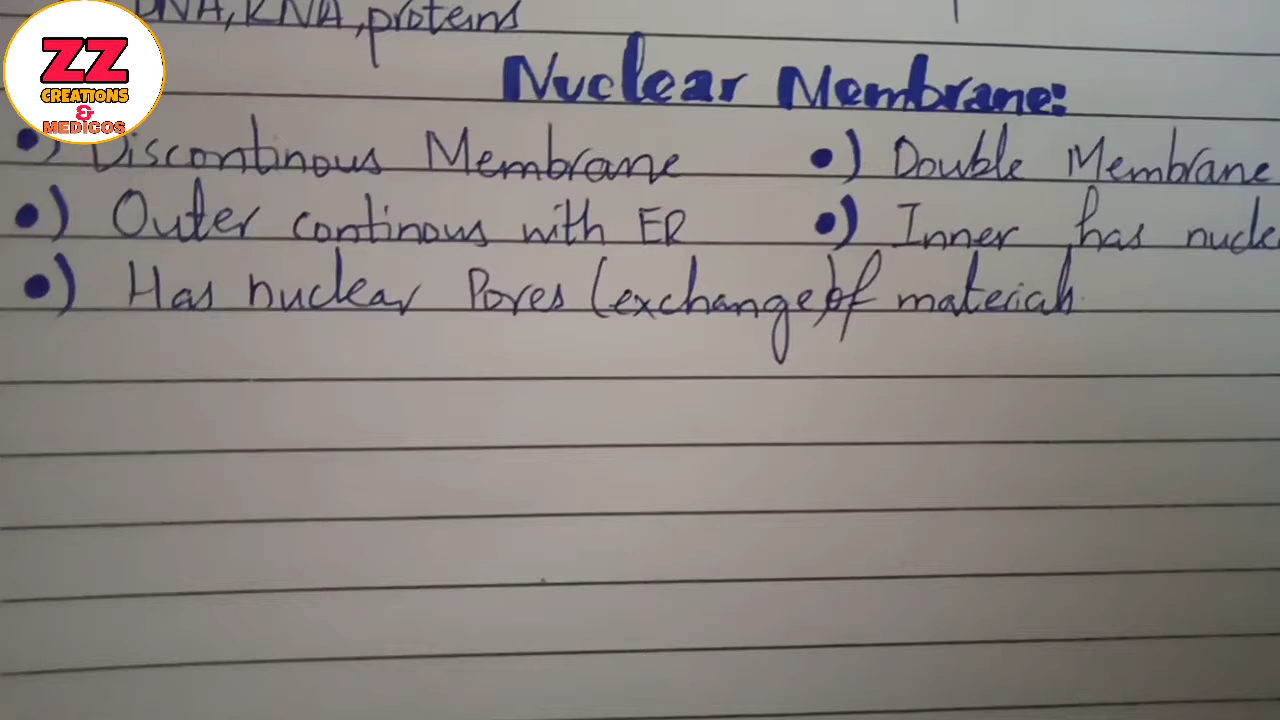 DNA, RNA, proteins
ZZ
CREATIONS
&
MEDICOS
Nuclear Membrane:
•) Discontinous Membrane •) Double Membrane
•) Outer continous with ER •) Inner has
•) Has nuclear Pores (exchange) of materials